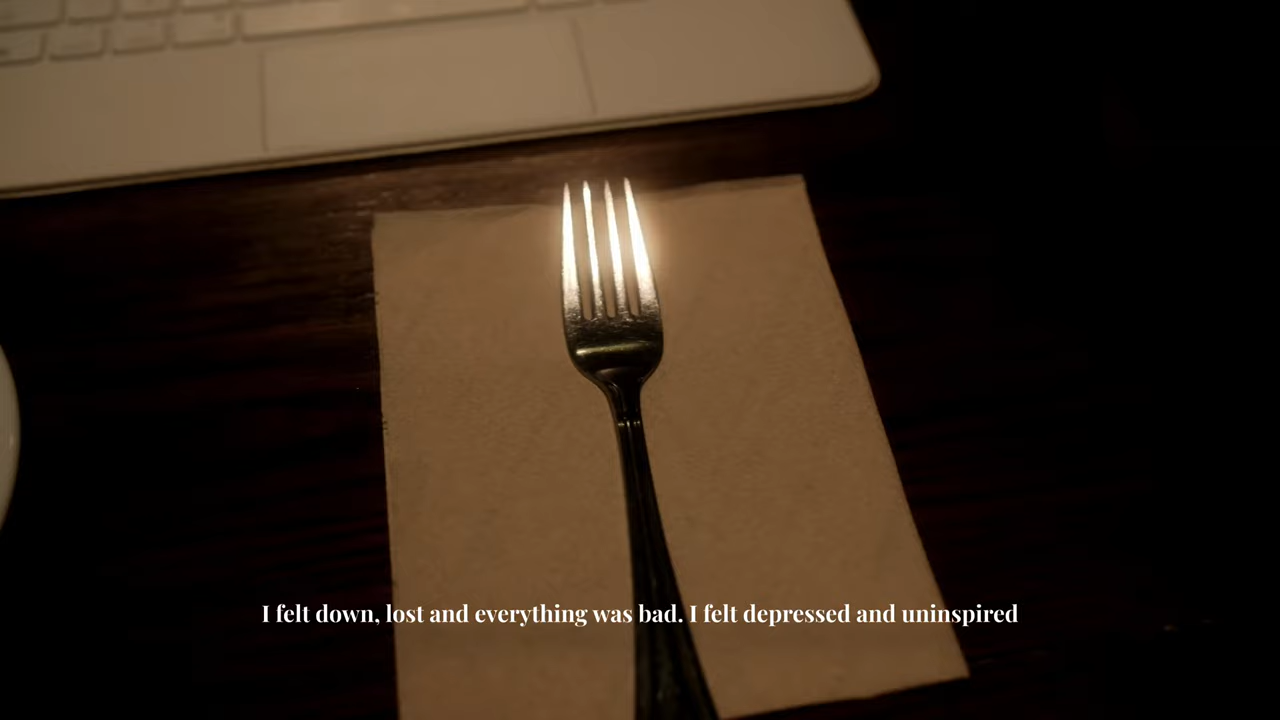 I felt down, lost and everything was bad. I felt depressed and uninspired